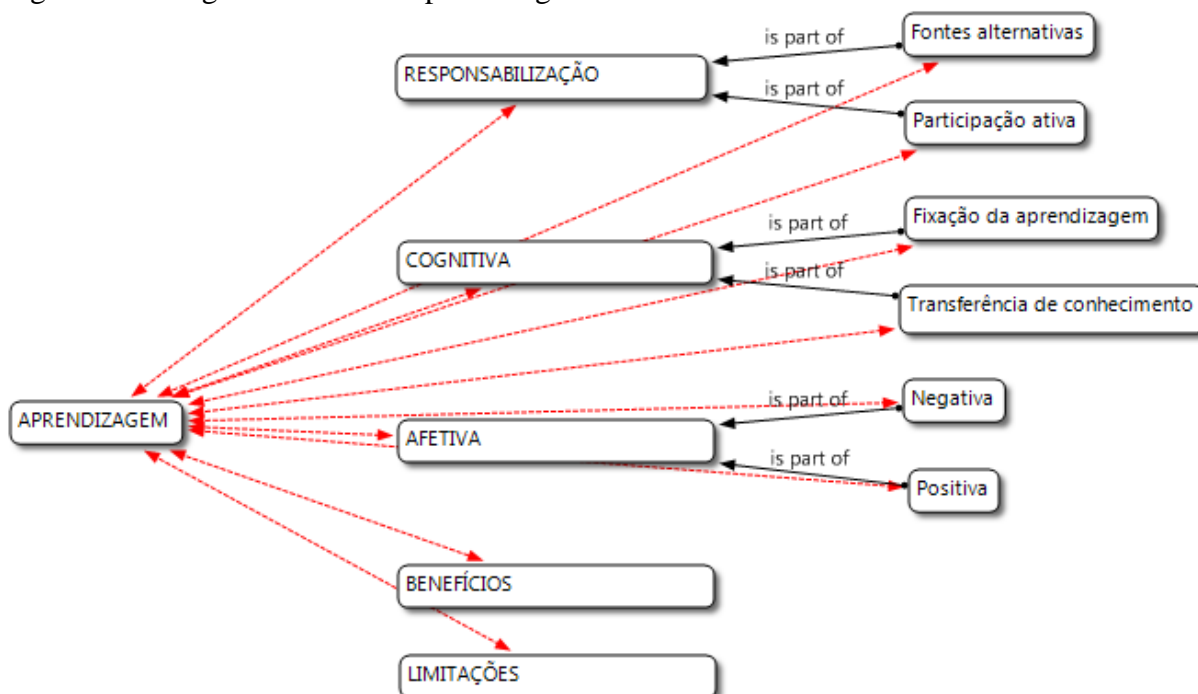 is part of
Fontes alternativas
RESPONSABILIZAÇÃO
is part of
Participação ativa
is part of
Fixação da aprendizagem
COGNITIVA
is part of
Transferência de conhecimento
is part of
Negativa
APRENDIZAGEM
AFETIVA
is part of
Positiva
BENEFÍCIOS
LIMITAÇÕES